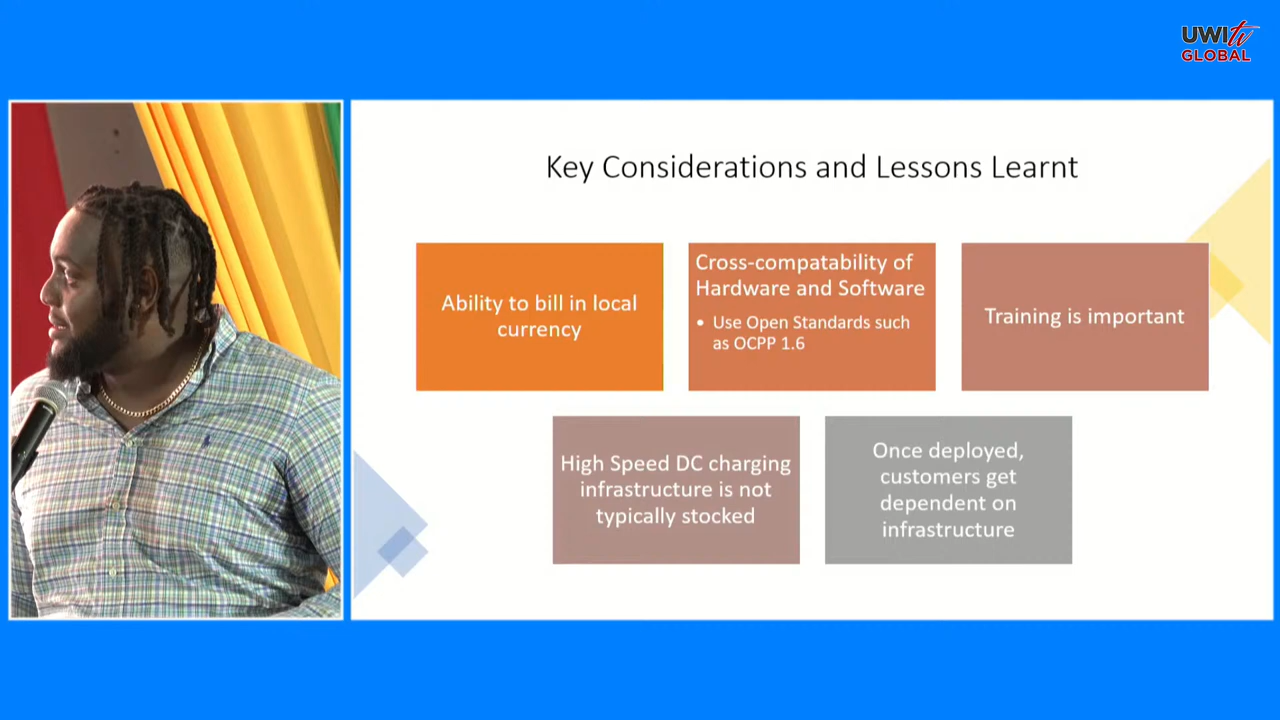 UWItv
GLOBAL
Key Considerations and Lessons Learnt
Ability to bill in local
currency
Cross-compatability of
Hardware and Software
• Use Open Standards such
as OCPP 1.6
Training is important
High Speed DC charging
infrastructure is not
typically stocked
Once deployed,
customers get
dependent on
infrastructure